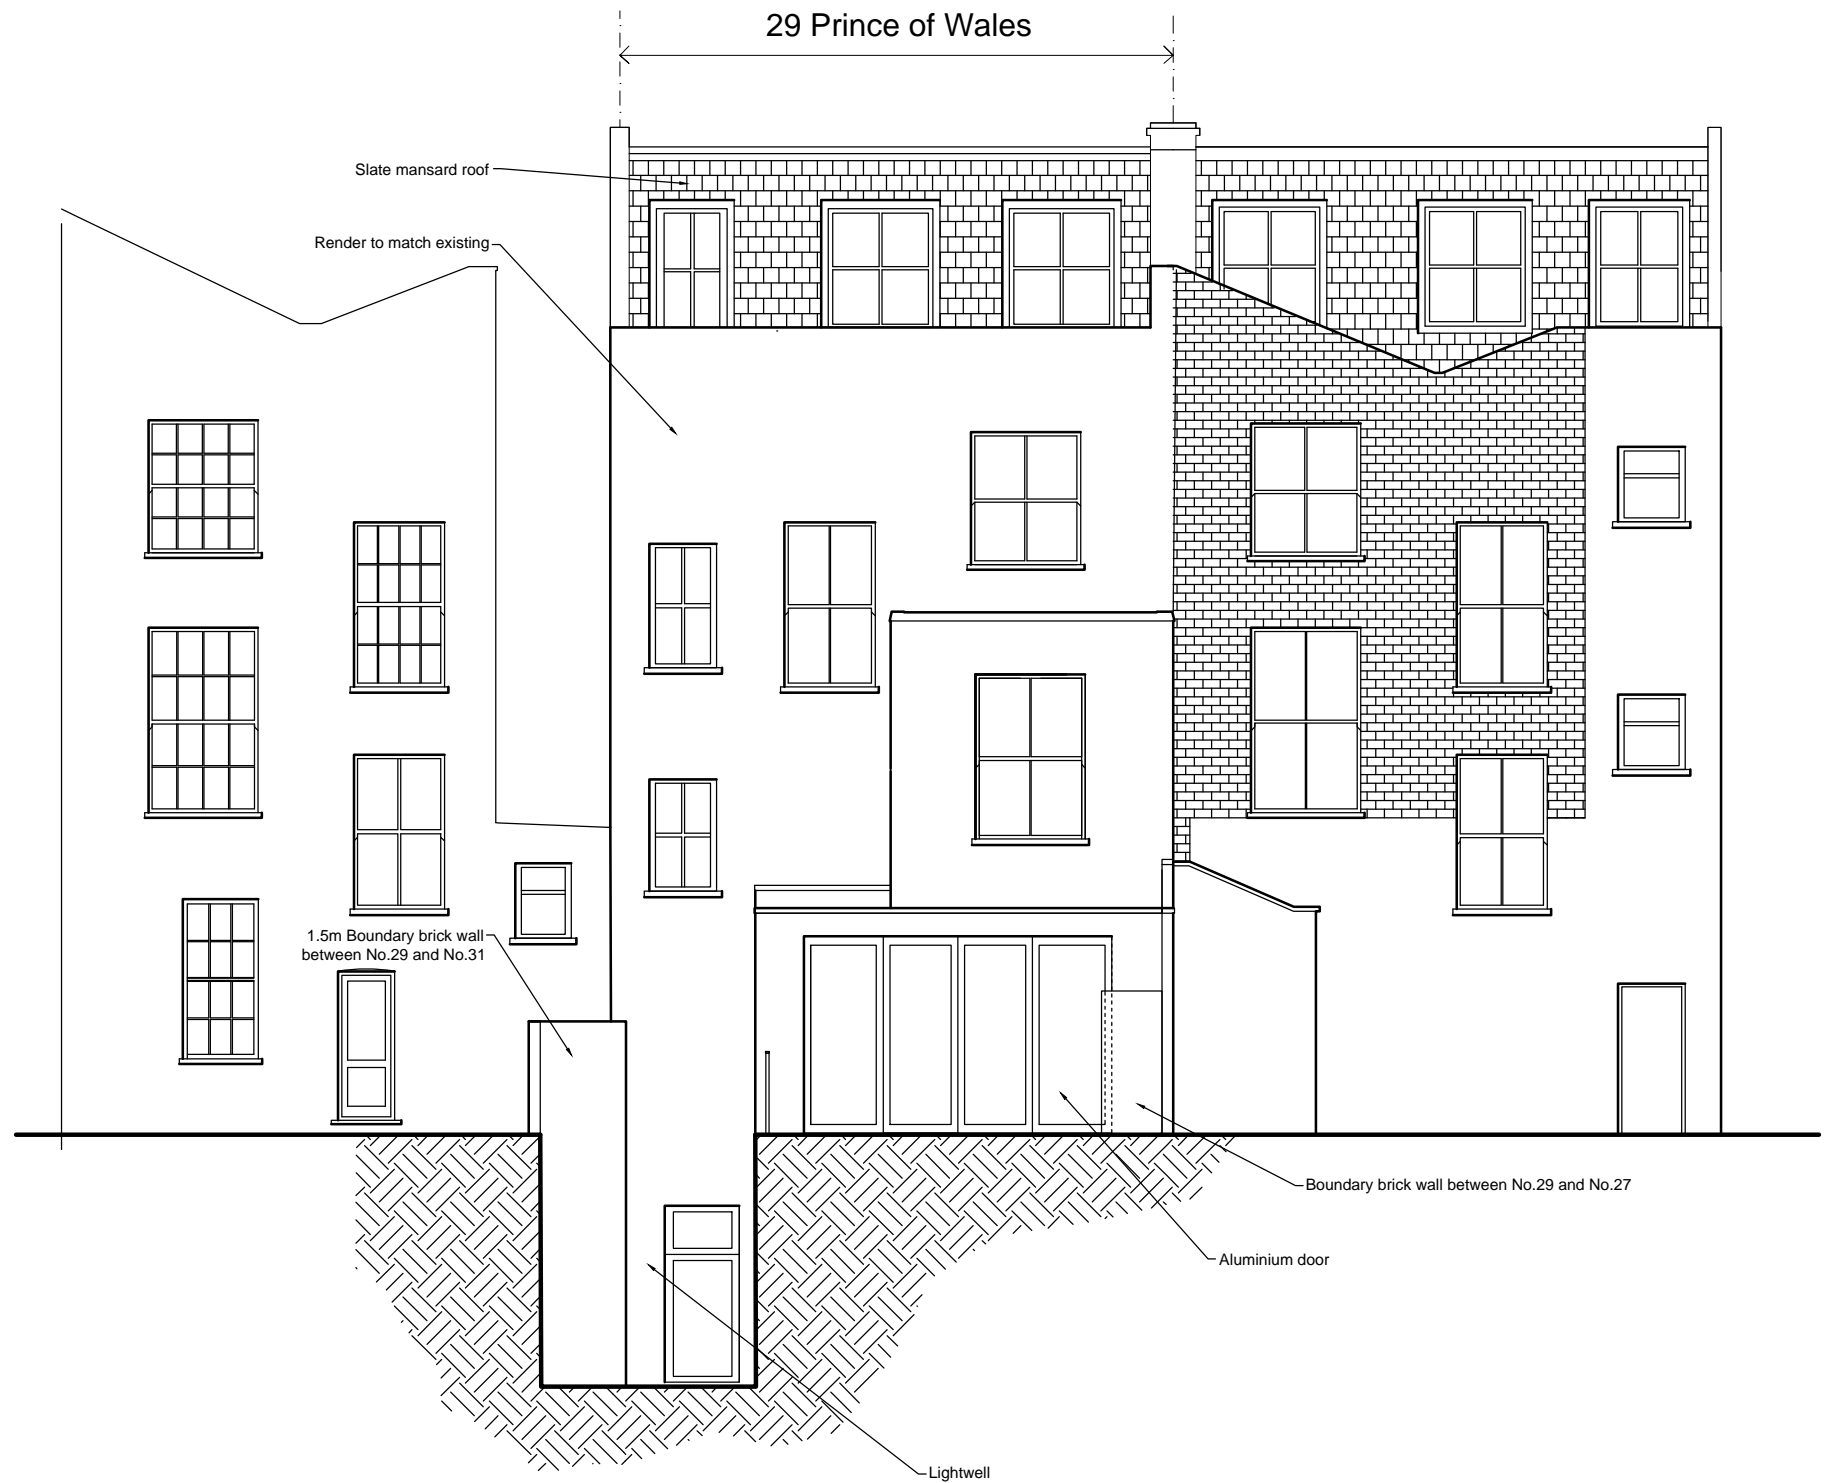 29 Prince of Wales
Slate mansard roof
Render to match existing
1.5m Boundary brick wall
between No.29 and No.31
Boundary brick wall between No.29 and No.27
Aluminium door
Lightwell